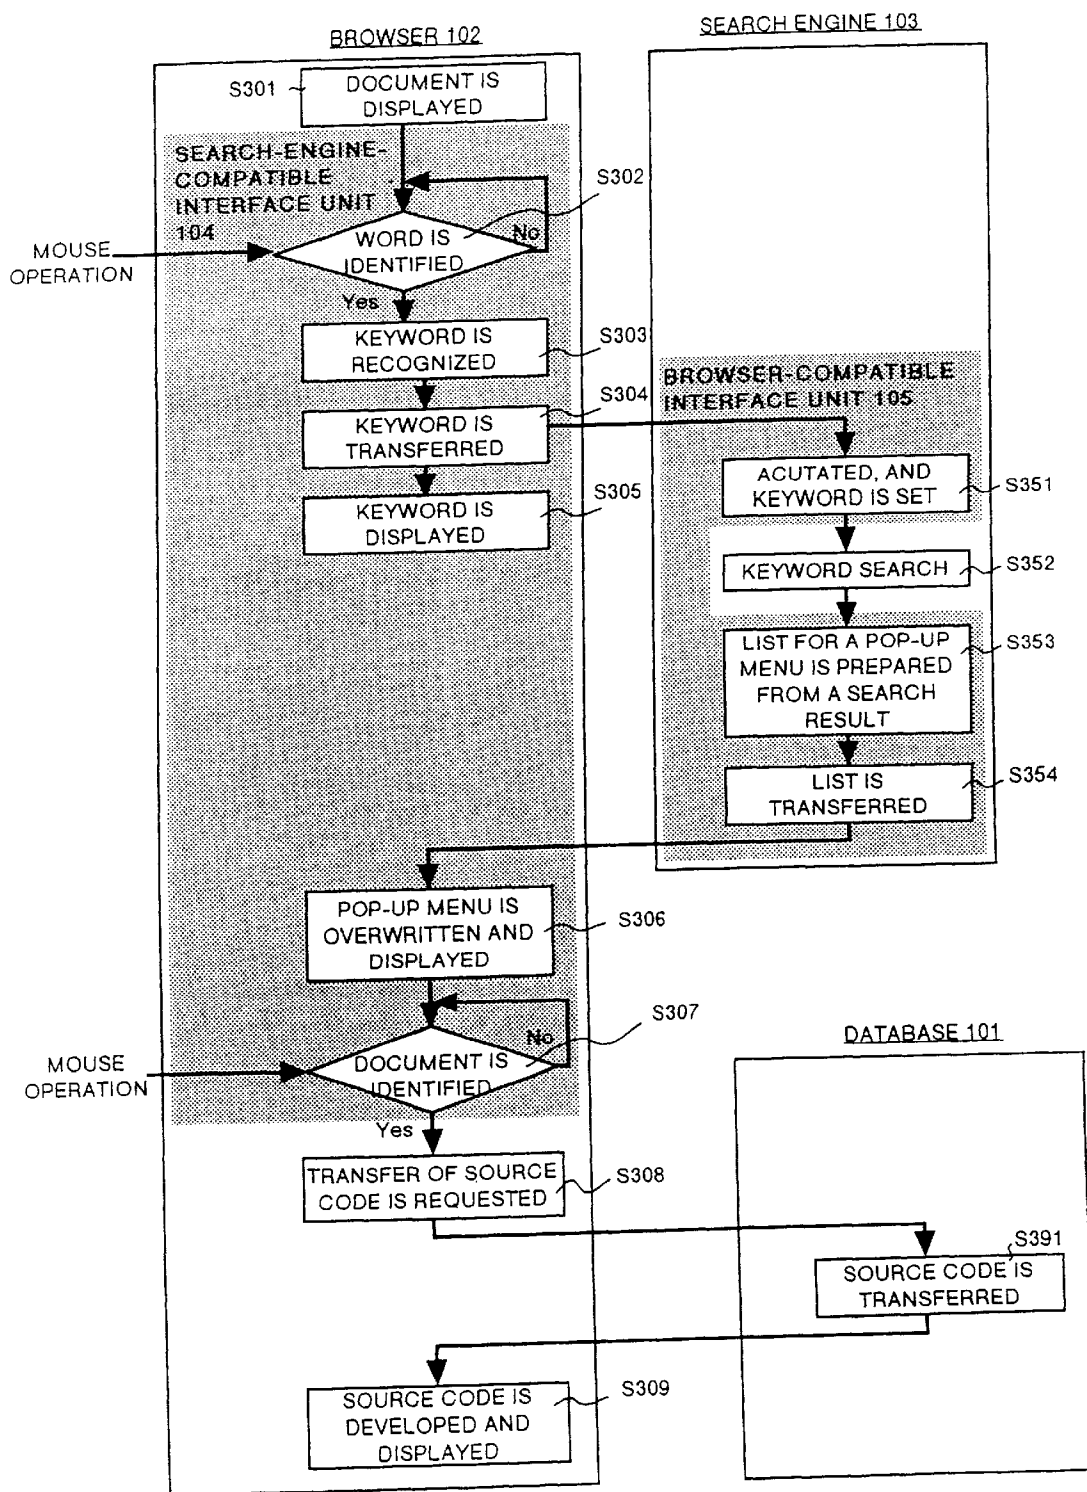 BROWSER 102
SEARCH ENGINE 103
S301
DOCUMENT IS
DISPLAYED
SEARCH-ENGINE-
COMPATIBLE
INTERFACE UNIT
104
S302
MOUSE
OPERATION
WORD IS
IDENTIFIED
No
Yes
KEYWORD IS
RECOGNIZED
S303
KEYWORD IS
TRANSFERRED
S304
KEYWORD IS
DISPLAYED
S305
BROWSER-COMPATIBLE
INTERFACE UNIT 105
ACUTATED, AND
KEYWORD IS SET
S351
KEYWORD SEARCH
S352
LIST FOR A POP-UP
MENU IS PREPARED
FROM A SEARCH
RESULT
S353
LIST IS
TRANSFERRED
S354
POP-UP MENU IS
OVERWRITTEN AND
DISPLAYED
S306
MOUSE
OPERATION
DOCUMENT IS
IDENTIFIED
No
S307
Yes
TRANSFER OF SOURCE
CODE IS REQUESTED
S308
DATABASE 101
S391
SOURCE CODE IS
TRANSFERRED
SOURCE CODE IS
DEVELOPED AND
DISPLAYED
S309